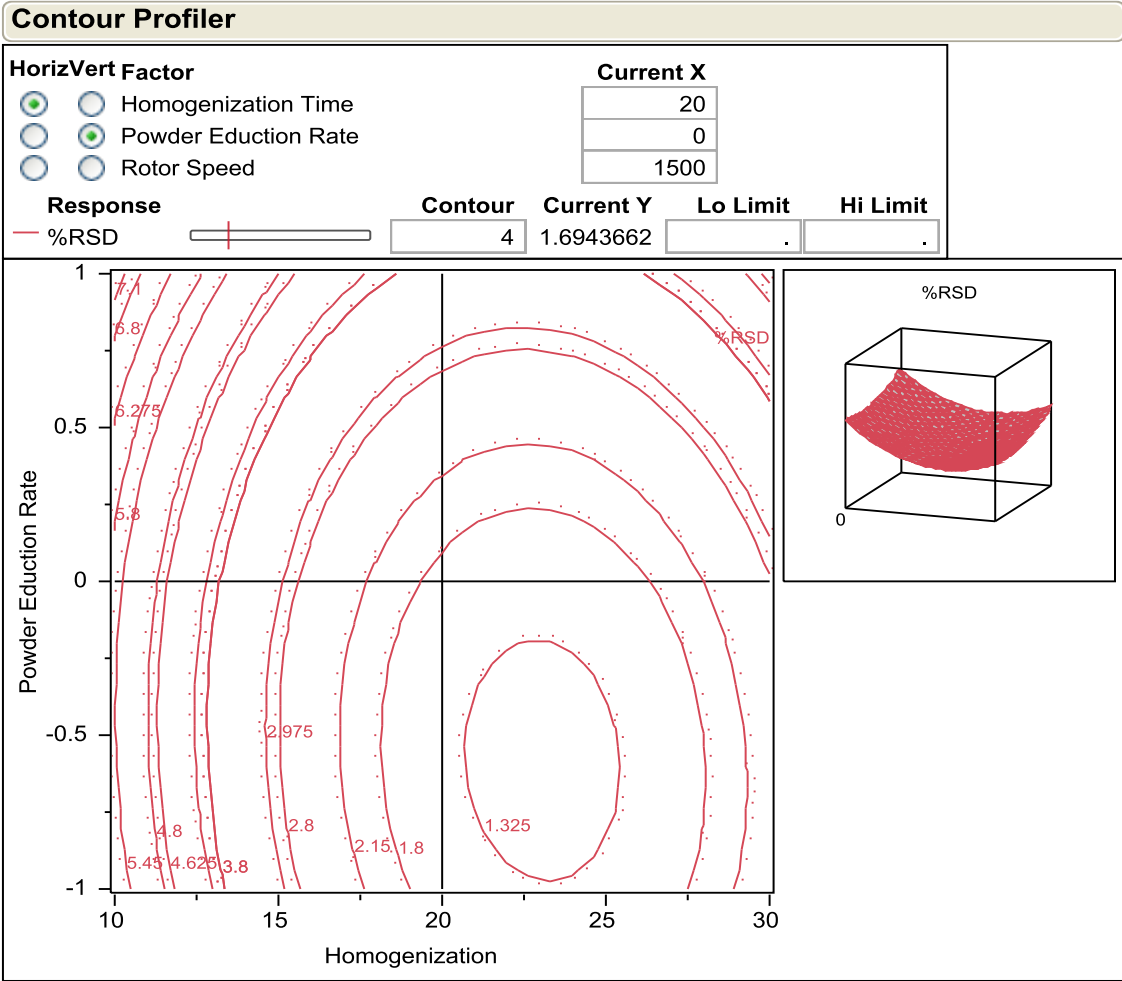 Contour Profiler
HorizVert Factor Current X
Homogenization Time 20
Powder Eduction Rate 0
Rotor Speed 1500
Response Contour Current Y Lo Limit Hi Limit
%RSD 4 1.6943662 . .
1
0.5
0
-0.5
-1
Powder Eduction Rate
7.1
6.8
%RSD
6.275
5.8
2.975
4.8
2.8
1.325
2.15
1.8
5.45
4.625
3.8
10 15 20 25 30
Homogenization
%RSD
0